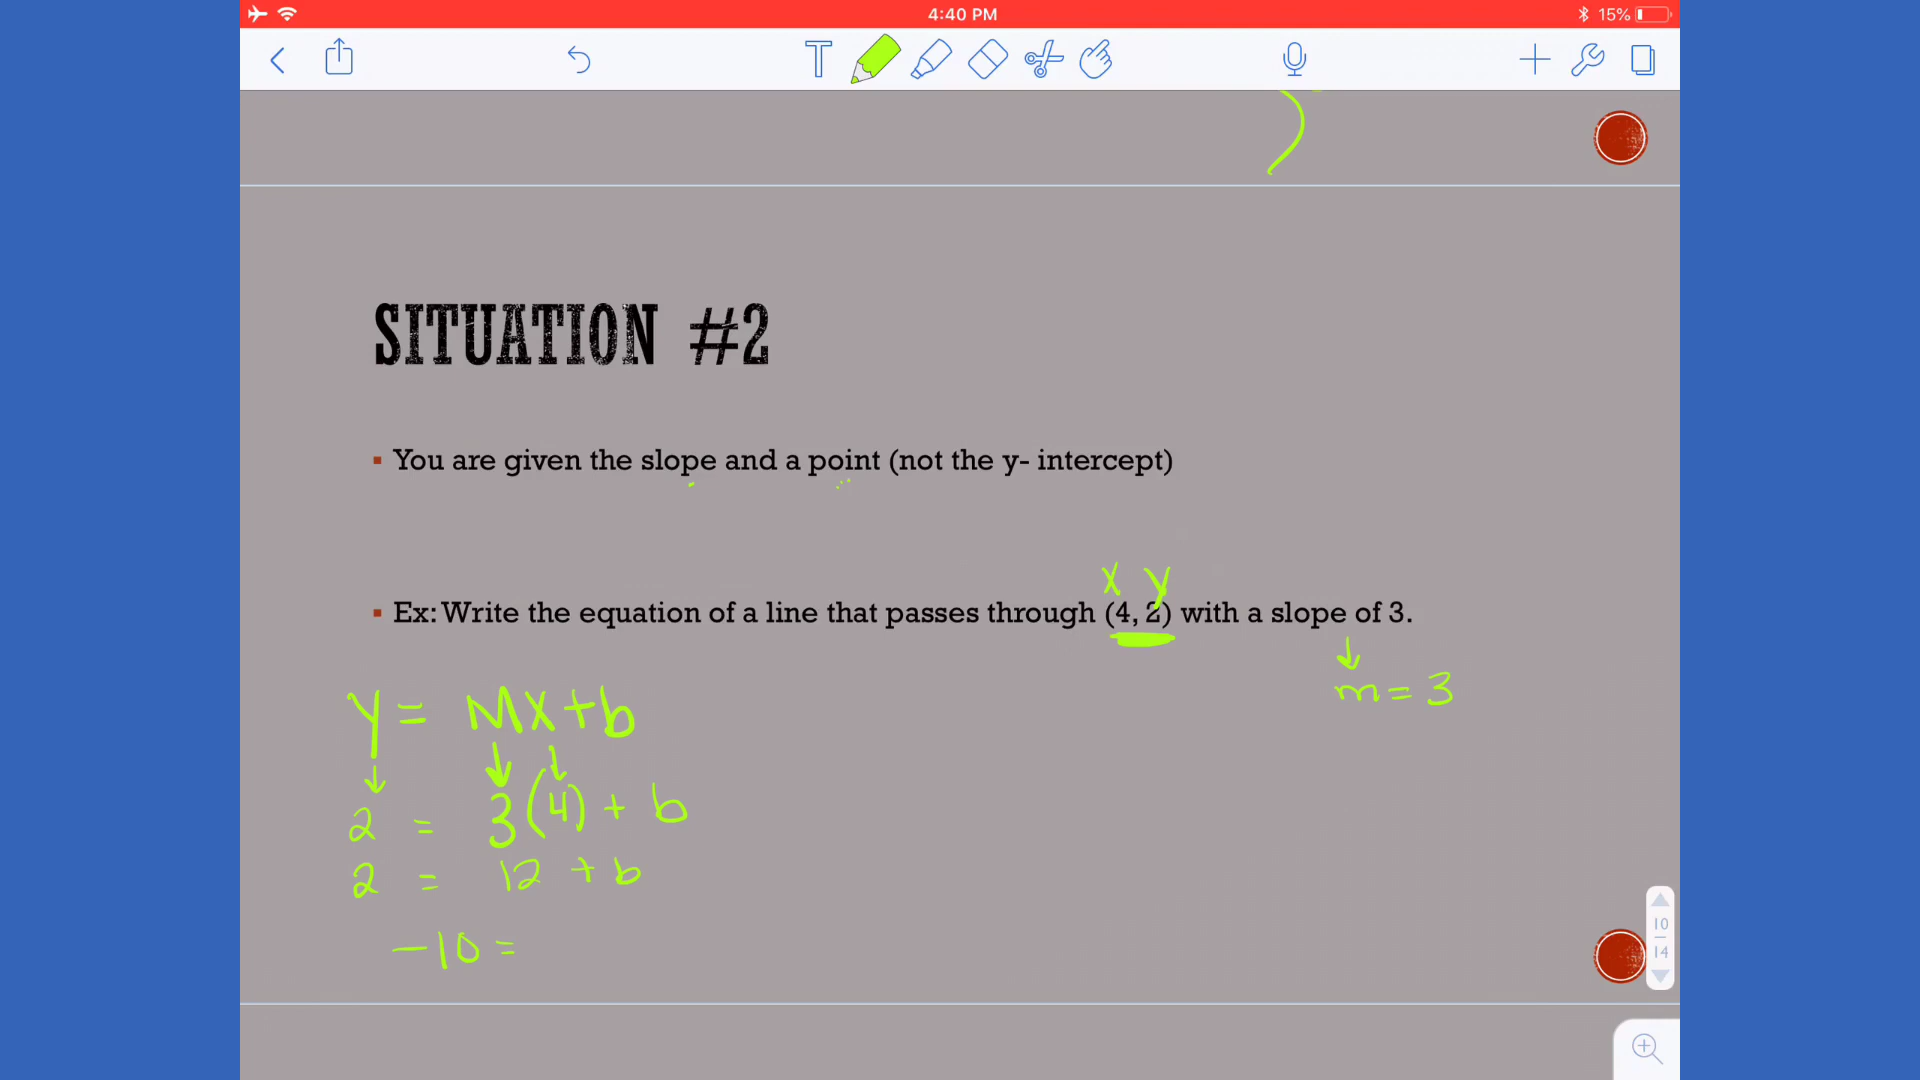 4:40 PM
15%
T
SITUATION #2
▪ You are given the slope and a point (not the y- intercept)
x y
▪ Ex: Write the equation of a line that passes through (4, 2) with a slope of 3.
m = 3
y = Mx+b
2 = 3(4) + b
2 = 12 + b
-10 =
10
14